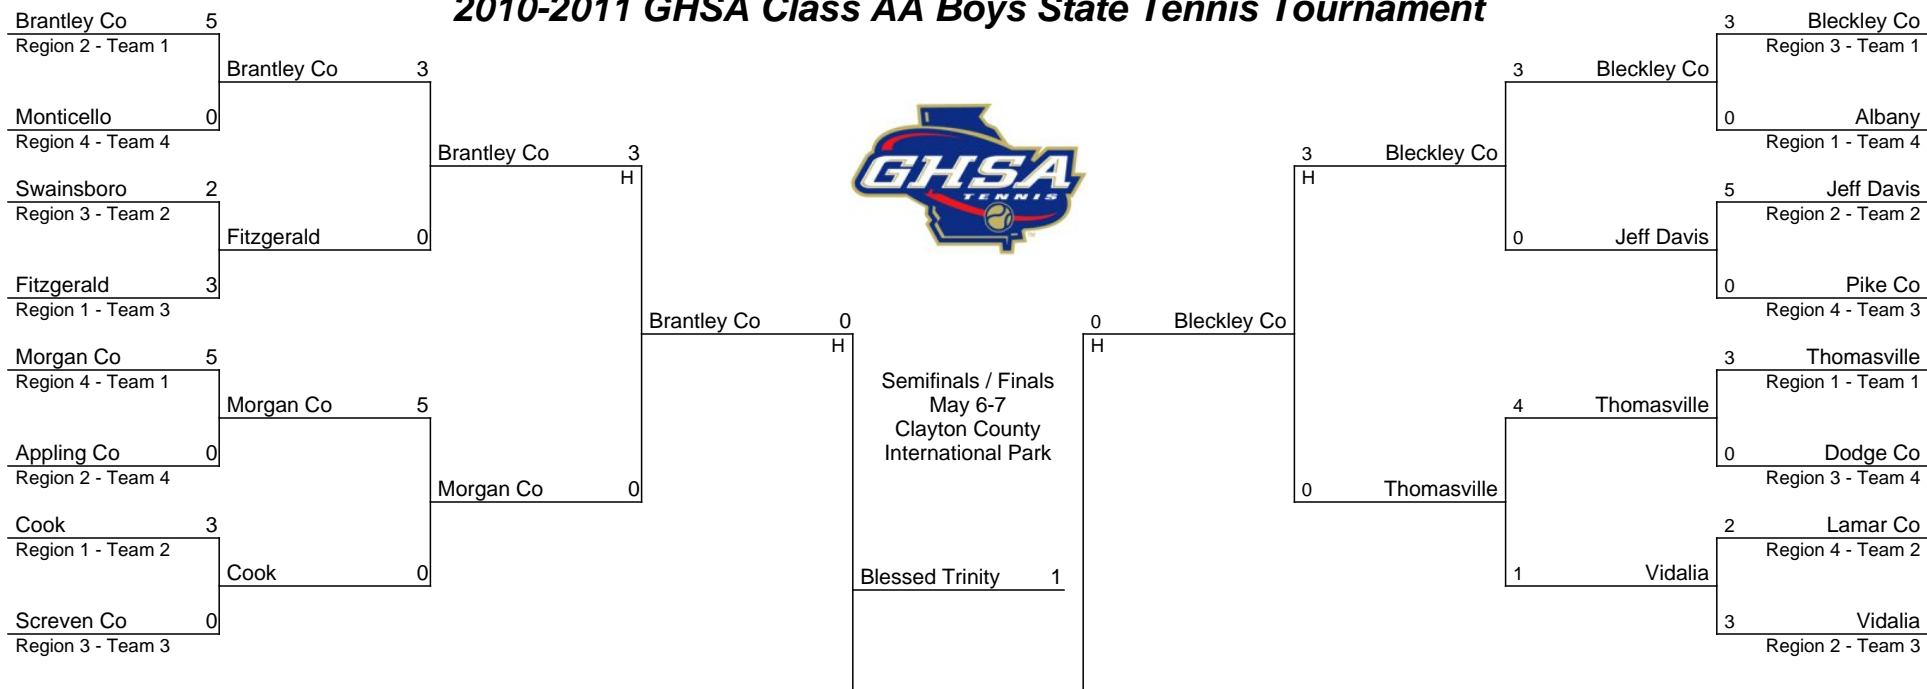 2010-2011 GHSA Class AA Boys State Tennis Tournament
Brantley Co 5
Region 2 - Team 1
Brantley Co 3
Monticello 0
Region 4 - Team 4
Brantley Co 3
H
Swainsboro 2
Region 3 - Team 2
Fitzgerald 0
Fitzgerald 3
Region 1 - Team 3
Brantley Co 0
H
Morgan Co 5
Region 4 - Team 1
Morgan Co 5
Appling Co 0
Region 2 - Team 4
Morgan Co 0
Cook 3
Region 1 - Team 2
Cook 0
Screven Co 0
Region 3 - Team 3
GHSA
TENNIS
Semifinals / Finals
May 6-7
Clayton County
International Park
Blessed Trinity 1
3 Bleckley Co
Region 3 - Team 1
3 Bleckley Co
0 Albany
Region 1 - Team 4
3 Bleckley Co
H
5 Jeff Davis
Region 2 - Team 2
0 Jeff Davis
0 Pike Co
Region 4 - Team 3
0 Bleckley Co
H
3 Thomasville
Region 1 - Team 1
4 Thomasville
0 Dodge Co
Region 3 - Team 4
0 Thomasville
2 Lamar Co
Region 4 - Team 2
1 Vidalia
3 Vidalia
Region 2 - Team 3